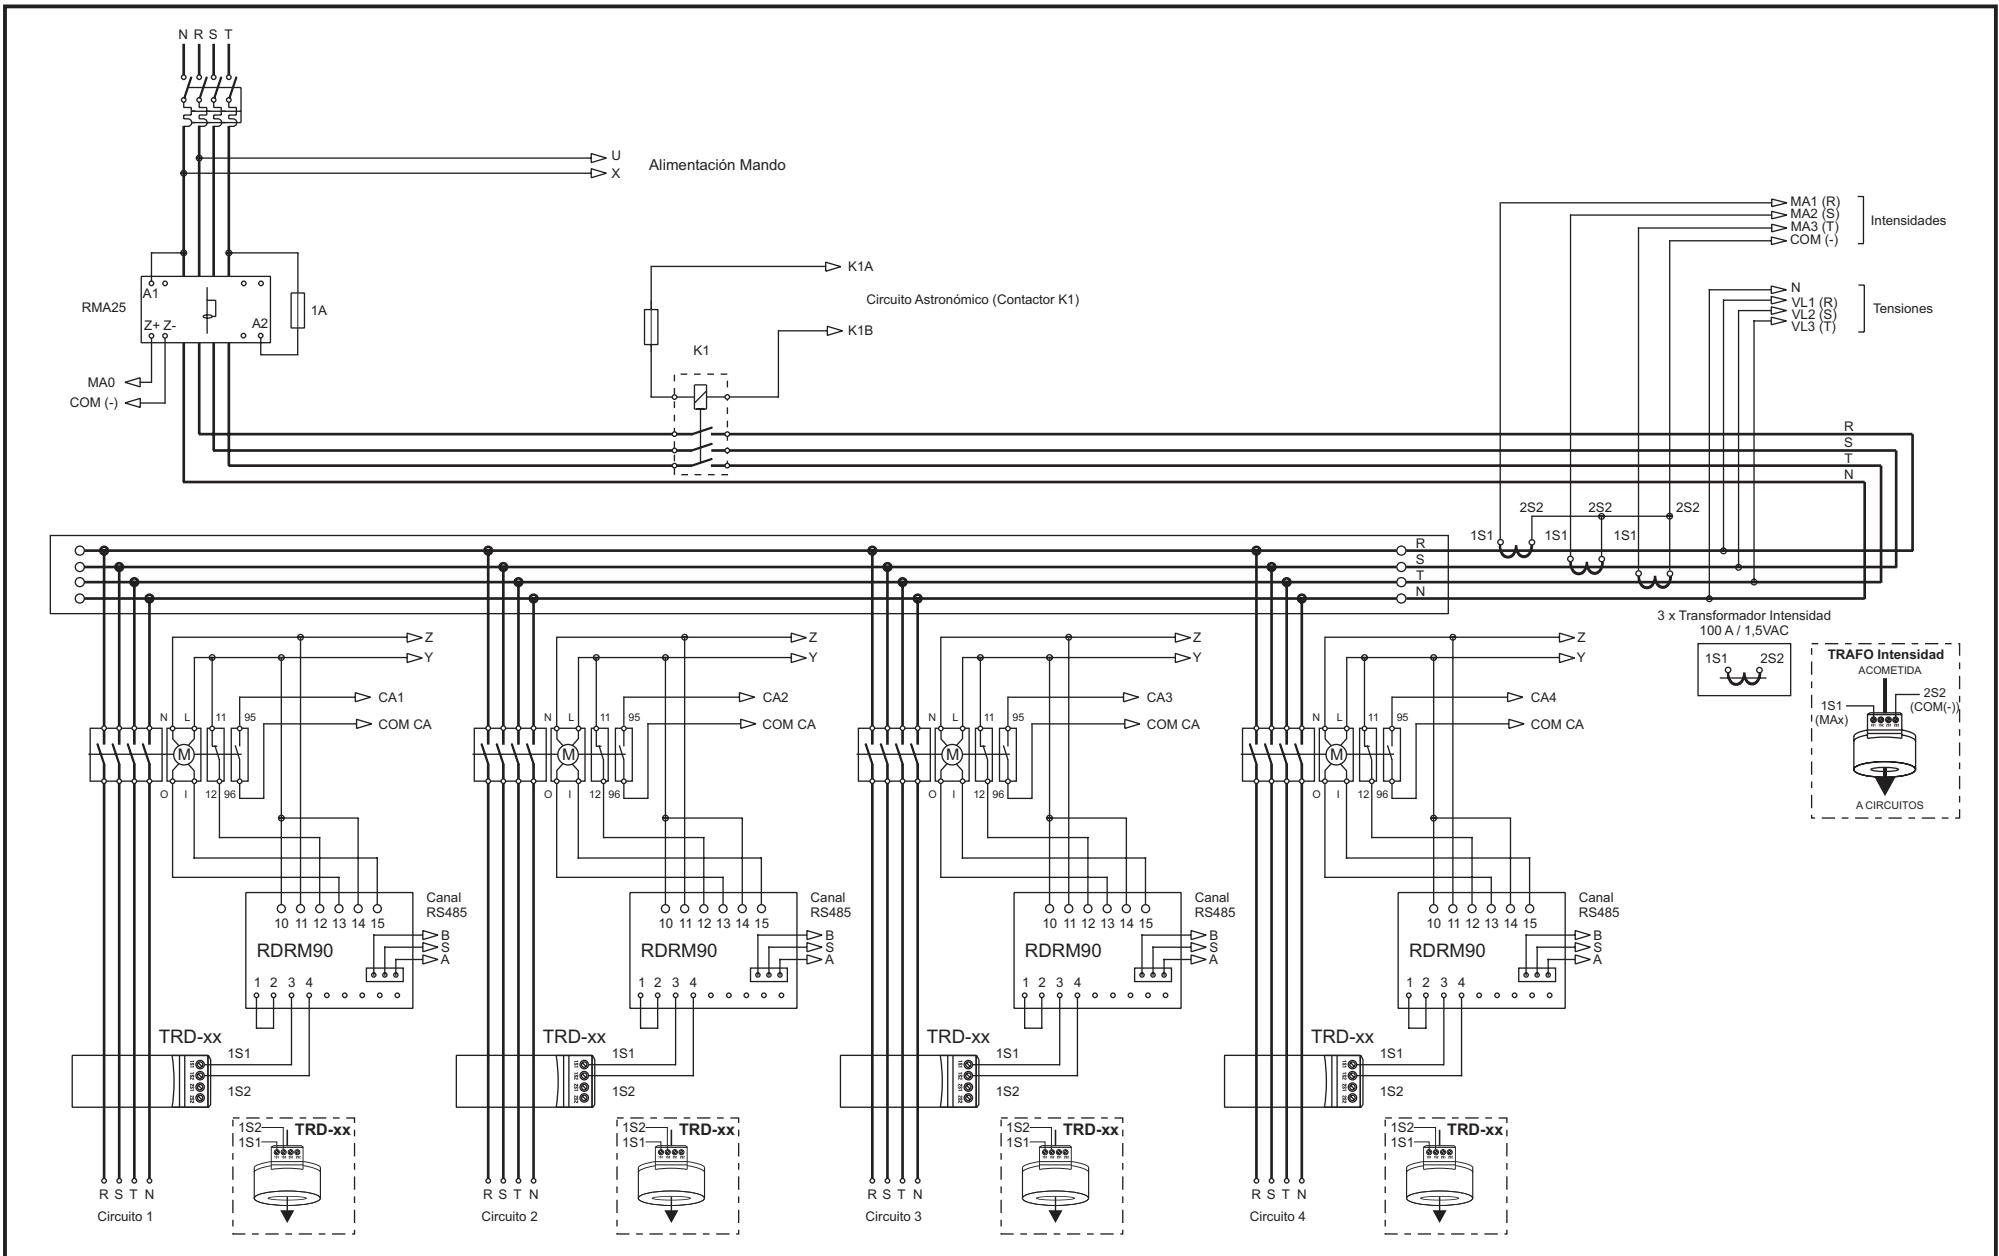 N R S T
U
X
Alimentación Mando
A1
RMA25
Z+ Z-
A2
1A
MA0
COM (-)
K1A
Circuito Astronómico (Contactor K1)
K1B
K1
MA1 (R)
MA2 (S)
MA3 (T)
COM (-)
Intensidades
N
VL1 (R)
VL2 (S)
VL3 (T)
Tensiones
R
S
T
N
2S2 2S2 2S2
1S1 1S1 1S1
R
S
T
N
3 x Transformador Intensidad
100 A / 1,5VAC
1S1 2S2
TRAFO Intensidad
ACOMETIDA
1S1
(MAx)
2S2
(COM(-))
A CIRCUITOS
Z
Y
CA1
COM CA
N L 11 95
M
O I 12 96
Canal
RS485
10 11 12 13 14 15
RDRM90
B
S
A
1 2 3 4
TRD-xx
1S1
1S2
1S2
1S1
TRD-xx
R S T N
Circuito 1
Z
Y
CA2
COM CA
N L 11 95
M
O I 12 96
Canal
RS485
10 11 12 13 14 15
RDRM90
B
S
A
1 2 3 4
TRD-xx
1S1
1S2
1S2
1S1
TRD-xx
R S T N
Circuito 2
Z
Y
CA3
COM CA
N L 11 95
M
O I 12 96
Canal
RS485
10 11 12 13 14 15
RDRM90
B
S
A
1 2 3 4
TRD-xx
1S1
1S2
1S2
1S1
TRD-xx
R S T N
Circuito 3
Z
Y
CA4
COM CA
N L 11 95
M
O I 12 96
Canal
RS485
10 11 12 13 14 15
RDRM90
B
S
A
1 2 3 4
TRD-xx
1S1
1S2
1S2
1S1
TRD-xx
R S T N
Circuito 4